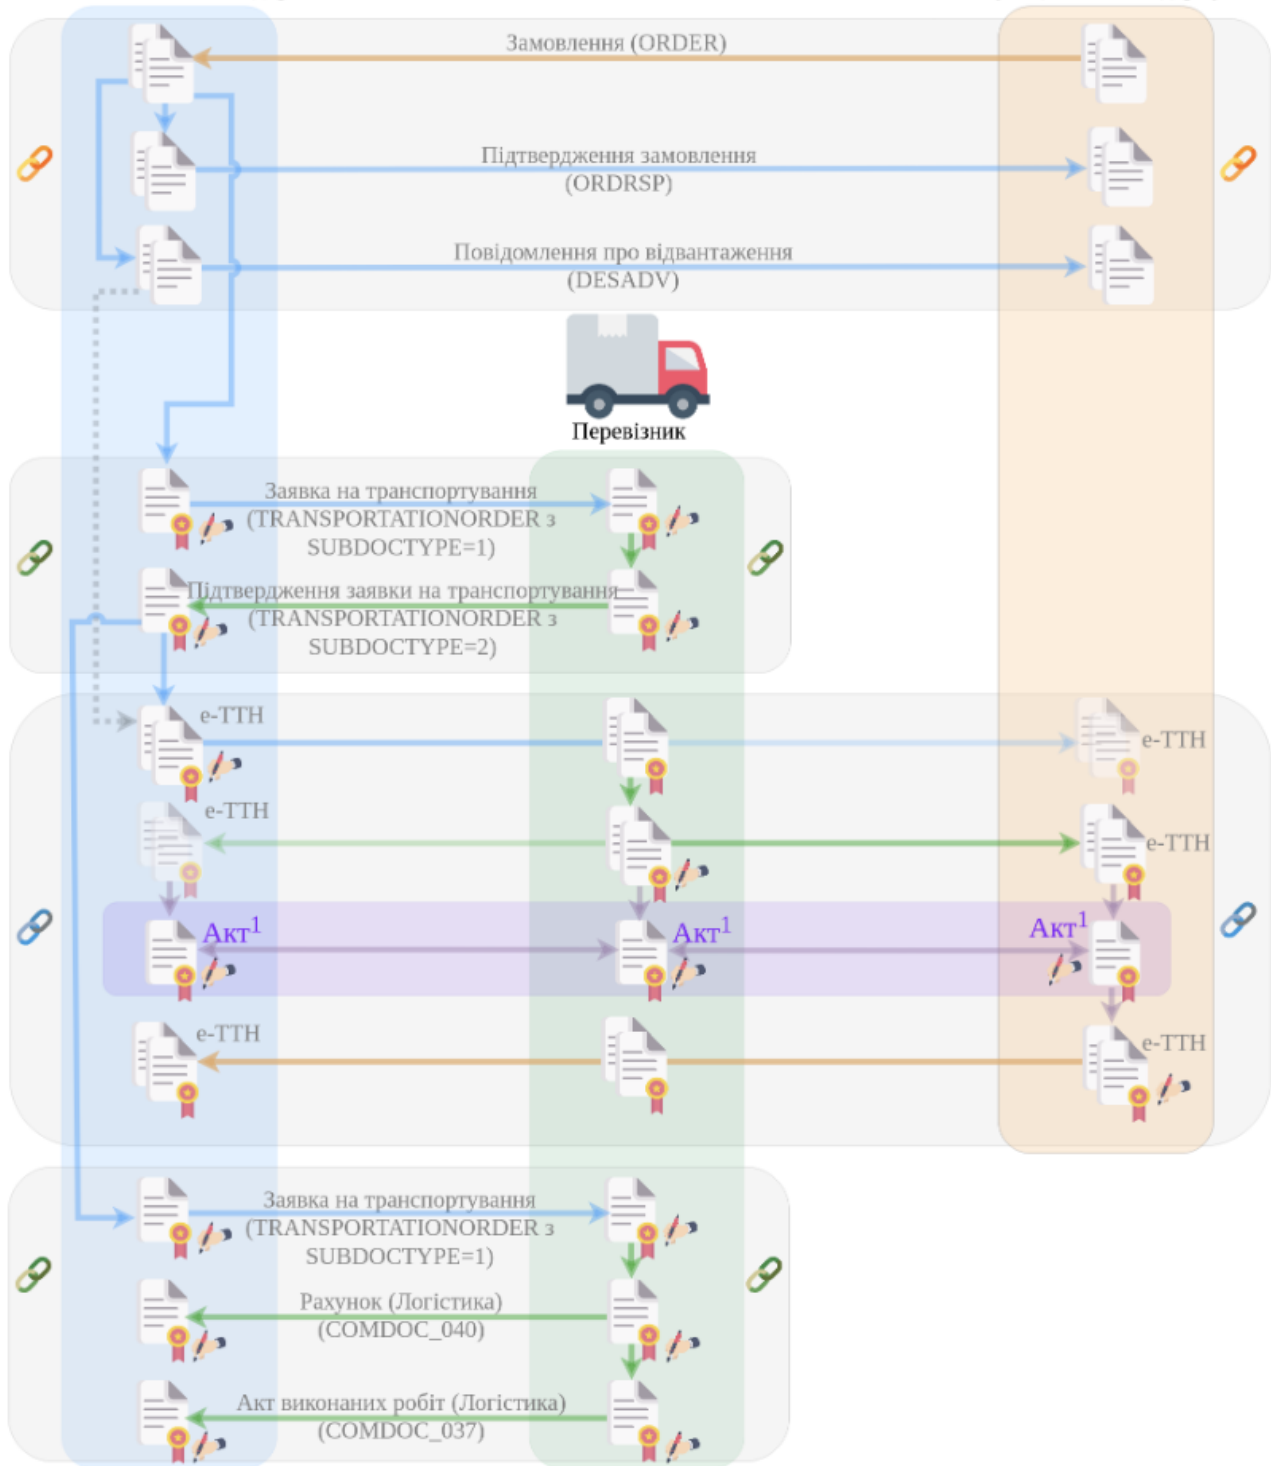 Замовлення (ORDER)
Підтвердження замовлення
(ORDRSP)
Повідомлення про відвантаження
(DESADV)
Перевізник
Заявка на транспортування
(TRANSPORTATIONORDER з
SUBDOCTYPE=1)
Підтвердження заявки на транспортування
(TRANSPORTATIONORDER з
SUBDOCTYPE=2)
е-ТТН
е-ТТН
е-ТТН
е-ТТН
Акт¹
Акт¹
Акт¹
е-ТТН
е-ТТН
Заявка на транспортування
(TRANSPORTATIONORDER з
SUBDOCTYPE=1)
Рахунок (Логістика)
(COMDOC_040)
Акт виконаних робіт (Логістика)
(COMDOC_037)